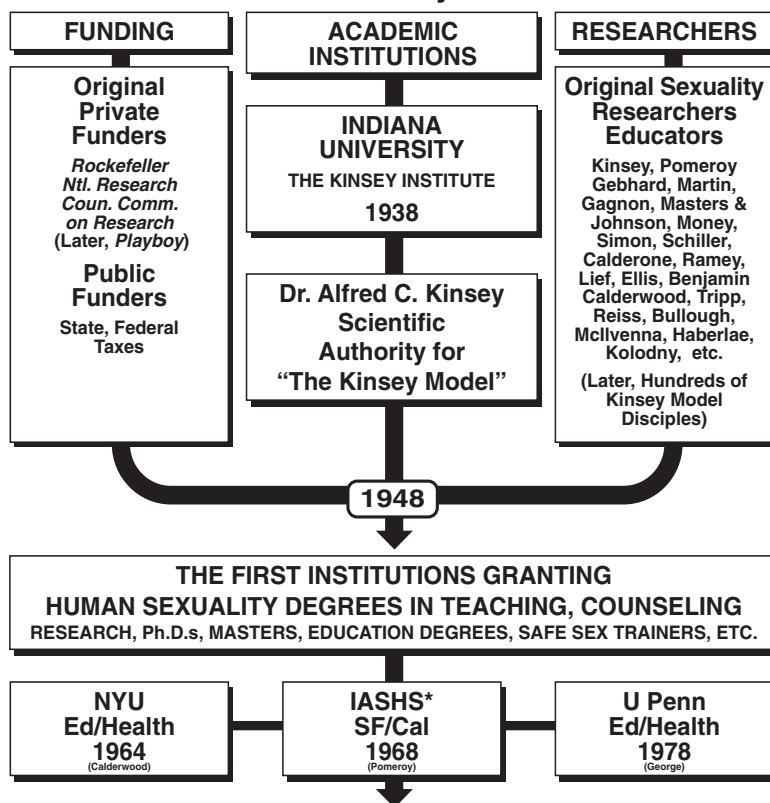 FUNDING
Original
Private
Funders
Rockefeller
Ntl. Research
Coun. Comm.
on Research
(Later, Playboy)
Public
Funders
State, Federal
Taxes
ACADEMIC
INSTITUTIONS
INDIANA
UNIVERSITY
THE KINSEY INSTITUTE
1938
Dr. Alfred C. Kinsey
Scientific
Authority for
“The Kinsey Model”
RESEARCHERS
Original Sexuality
Researchers
Educators
Kinsey, Pomeroy
Gebhard, Martin,
Gagnon, Masters &
Johnson, Money,
Simon, Schiller,
Calderone, Ramey,
Lief, Ellis, Benjamin
Calderwood, Tripp,
Reiss, Bullough,
McIlvenna, Haberlae,
Kolodny, etc.
(Later, Hundreds of
Kinsey Model
Disciples)
1948
THE FIRST INSTITUTIONS GRANTING
HUMAN SEXUALITY DEGREES IN TEACHING, COUNSELING
RESEARCH, Ph.D.s, MASTERS, EDUCATION DEGREES, SAFE SEX TRAINERS, ETC.
NYU
Ed/Health
1964
(Calderwood)
IASHS*
SF/Cal
1968
(Pomeroy)
U Penn
Ed/Health
1978
(George)